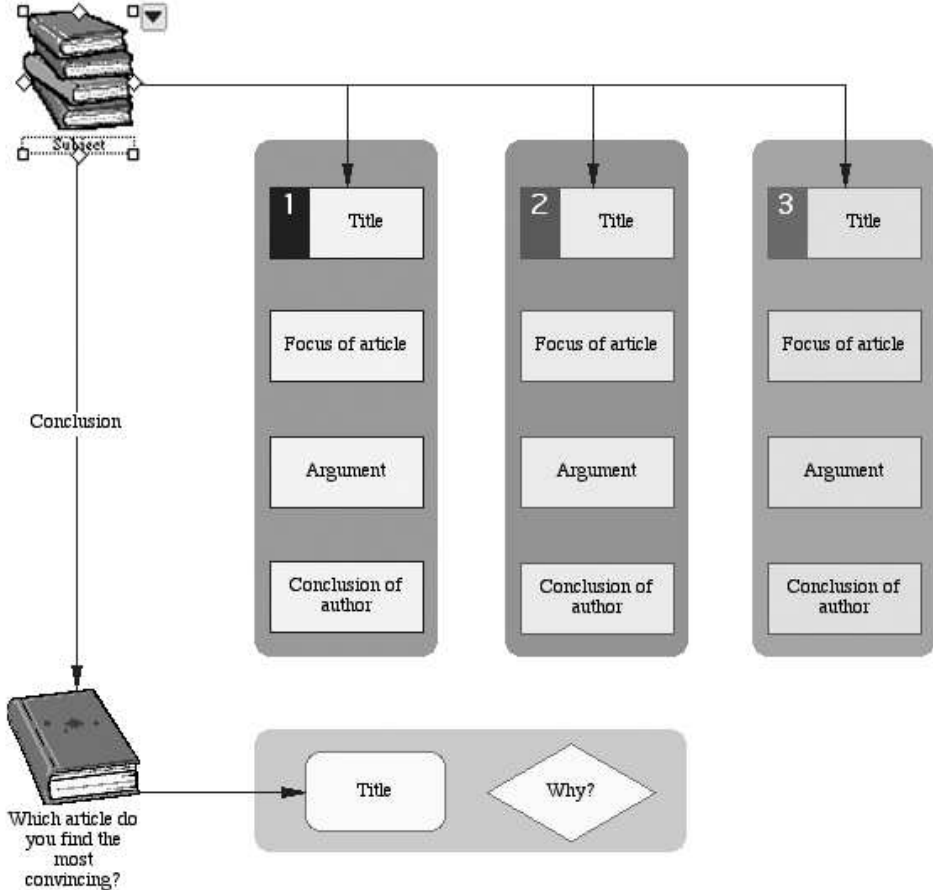 Subject
1
Title
2
Title
3
Title
Focus of article
Focus of article
Focus of article
Conclusion
Argument
Argument
Argument
Conclusion of
author
Conclusion of
author
Conclusion of
author
Which article do
you find the
most
convincing?
Title
Why?